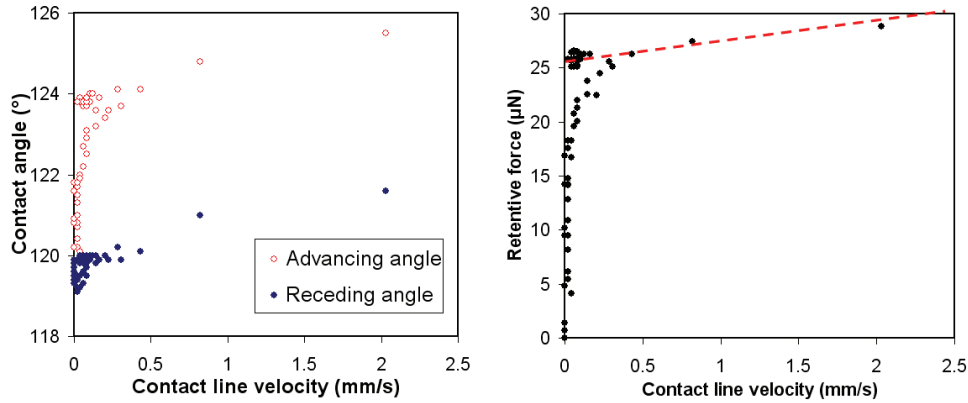 126
124
122
120
118
Contact angle (°)
Advancing angle
Receding angle
0 0.5 1 1.5 2 2.5
Contact line velocity (mm/s)
30
25
20
15
10
5
0
Retentive force (µN)
0 0.5 1 1.5 2 2.5
Contact line velocity (mm/s)